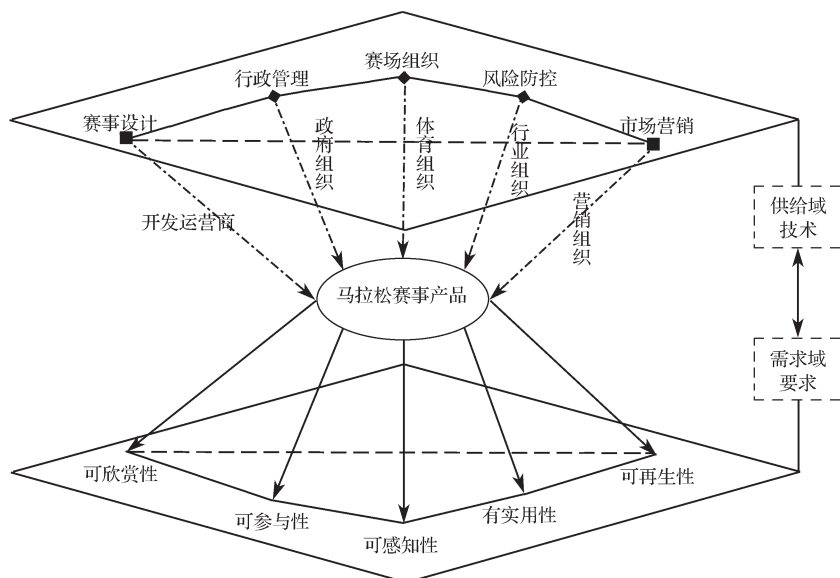 赛场组织
行政管理
风险防控
赛事设计
市场营销
政府组织
体育组织
行业组织
开发运营商
营销组织
供给域
技术
马拉松赛事产品
需求域
要求
可欣赏性
可再生性
可参与性
有实用性
可感知性